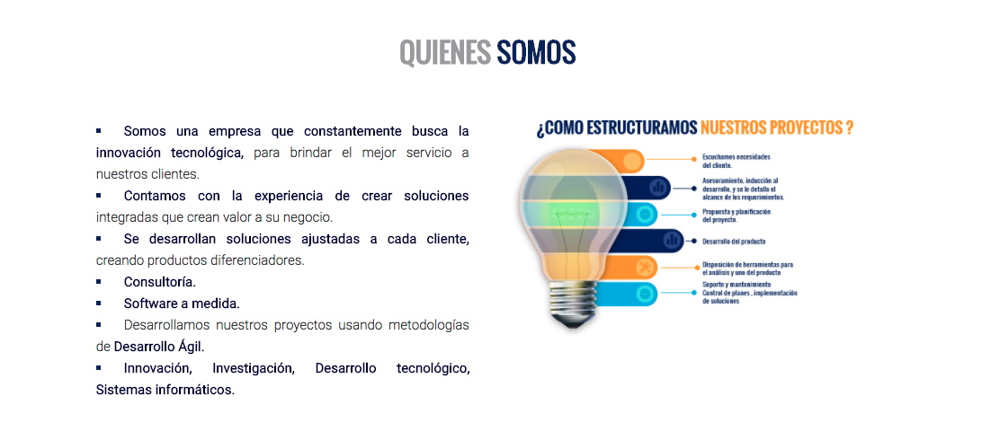 QUIENES SOMOS
▪ Somos una empresa que constantemente busca la
innovación tecnológica, para brindar el mejor servicio a
nuestros clientes.
▪ Contamos con la experiencia de crear soluciones
integradas que crean valor a su negocio.
▪ Se desarrollan soluciones ajustadas a cada cliente,
creando productos diferenciadores.
▪ Consultoría.
▪ Software a medida.
▪ Desarrollamos nuestros proyectos usando metodologías
de Desarrollo Ágil.
▪ Innovación, Investigación, Desarrollo tecnológico,
Sistemas informáticos.
¿COMO ESTRUCTURAMOS NUESTROS PROYECTOS ?
Escuchamos necesidades
del cliente.
Asesoramiento, inducción al
desarrollo, y se le detalla el
alcance de los requerimientos.
Propuesta y planificación
del proyecto.
Desarrollo del producto
Disposición de herramientas para
el análisis y uno del producto
Soporte y mantenimiento
Control de planes , implementación
de soluciones